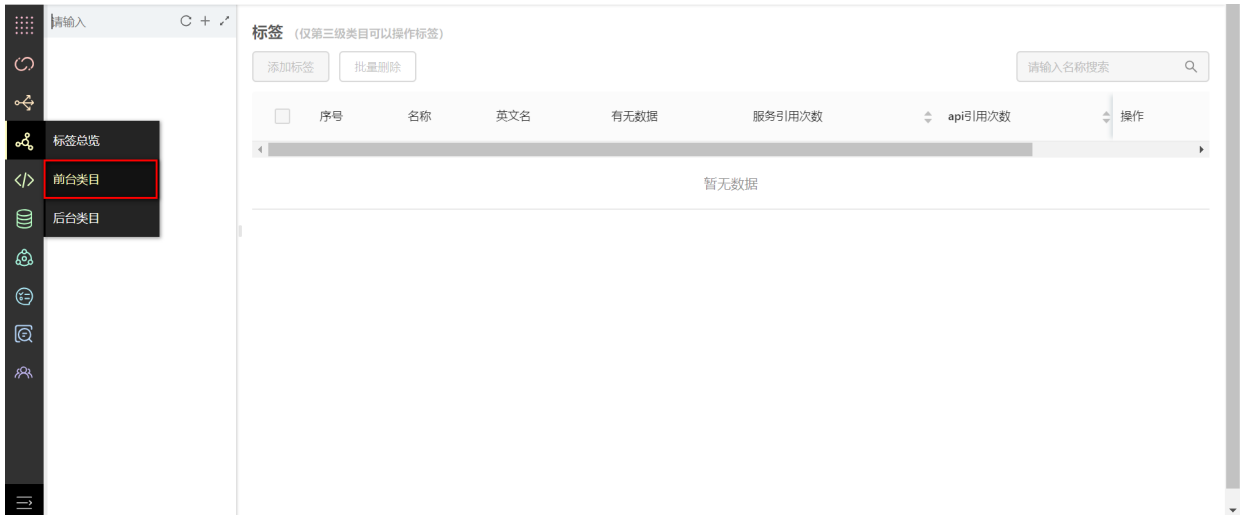 请输入
标签 (仅第三级类目可以操作标签)
添加标签 批量删除 请输入名称搜索
序号 名称 英文名 有无数据 服务引用次数 api引用次数 操作
标签总览
前台类目
后台类目
暂无数据